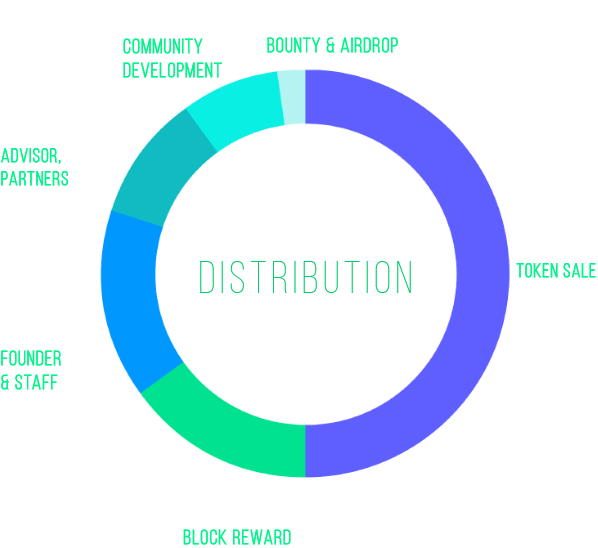 COMMUNITY
DEVELOPMENT
BOUNTY & AIRDROP
ADVISOR,
PARTNERS
DISTRIBUTION
TOKEN SALE
FOUNDER
& STAFF
BLOCK REWARD